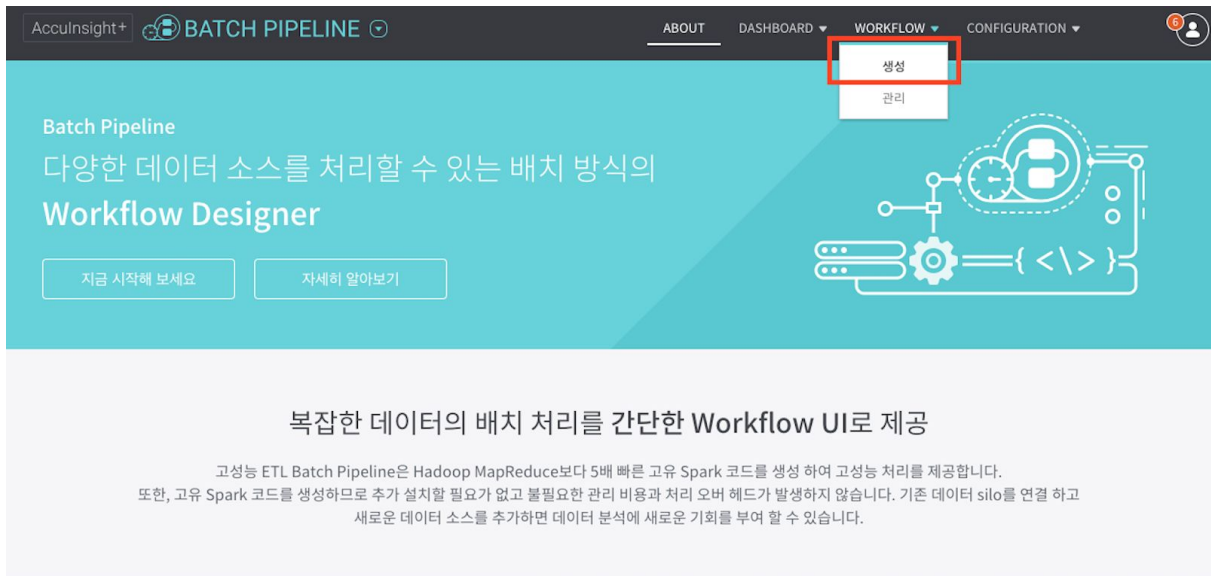 AccuInsight+ BATCH PIPELINE
ABOUT DASHBOARD WORKFLOW CONFIGURATION 6
생성
관리
Batch Pipeline
다양한 데이터 소스를 처리할 수 있는 배치 방식의
Workflow Designer
지금 시작해 보세요 자세히 알아보기
={ <\> }
복잡한 데이터의 배치 처리를 간단한 Workflow UI로 제공
고성능 ETL Batch Pipeline은 Hadoop MapReduce보다 5배 빠른 고유 Spark 코드를 생성 하여 고성능 처리를 제공합니다.
또한, 고유 Spark 코드를 생성하므로 추가 설치할 필요가 없고 불필요한 관리 비용과 처리 오버 헤드가 발생하지 않습니다. 기존 데이터 silo를 연결 하고
새로운 데이터 소스를 추가하면 데이터 분석에 새로운 기회를 부여 할 수 있습니다.